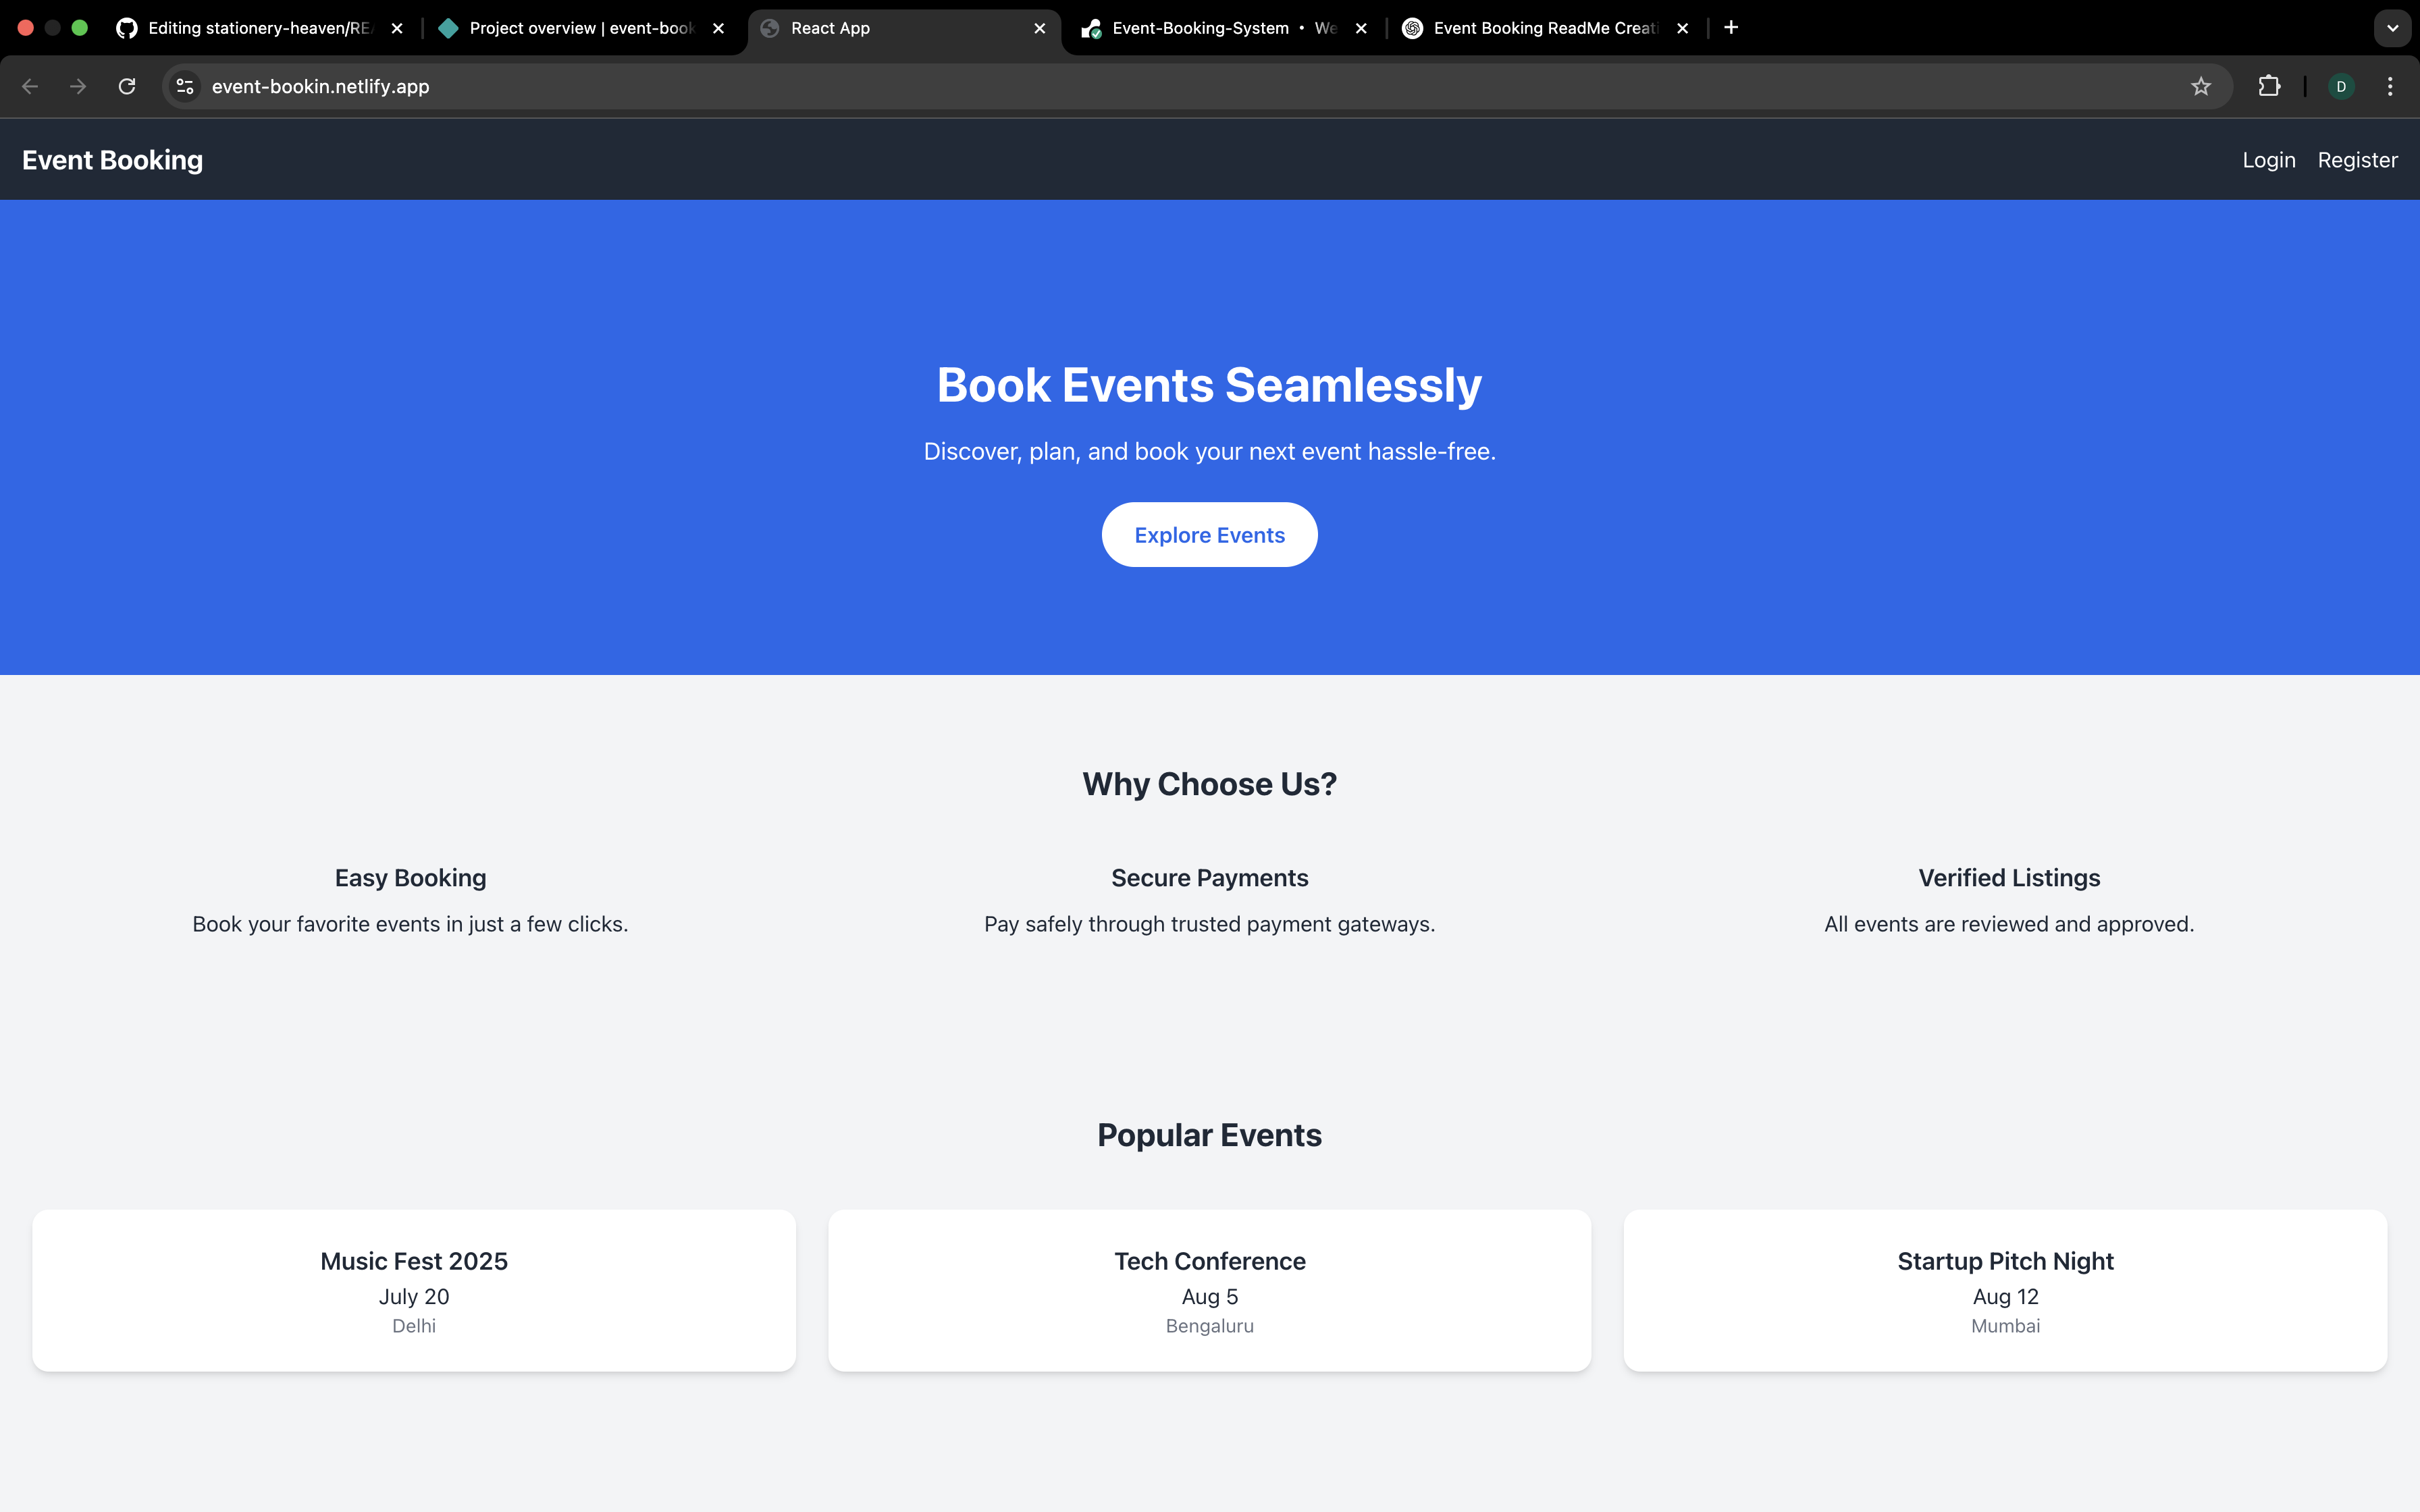 Editing stationery-heaven/REA
Project overview | event-book
React App
Event-Booking-System • We
Event Booking ReadMe Creati
event-bookin.netlify.app
D
Event Booking
Login Register
Book Events Seamlessly
Discover, plan, and book your next event hassle-free.
Explore Events
Why Choose Us?
Easy Booking
Book your favorite events in just a few clicks.
Secure Payments
Pay safely through trusted payment gateways.
Verified Listings
All events are reviewed and approved.
Popular Events
Music Fest 2025
July 20
Delhi
Tech Conference
Aug 5
Bengaluru
Startup Pitch Night
Aug 12
Mumbai